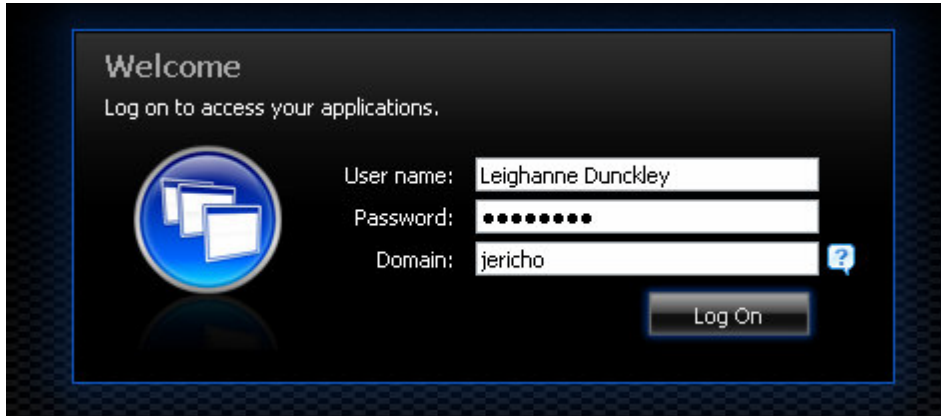 Welcome
Log on to access your applications.
User name: Leighanne Dunckley
Password: ●●●●●●●●
Domain: jericho ?
Log On